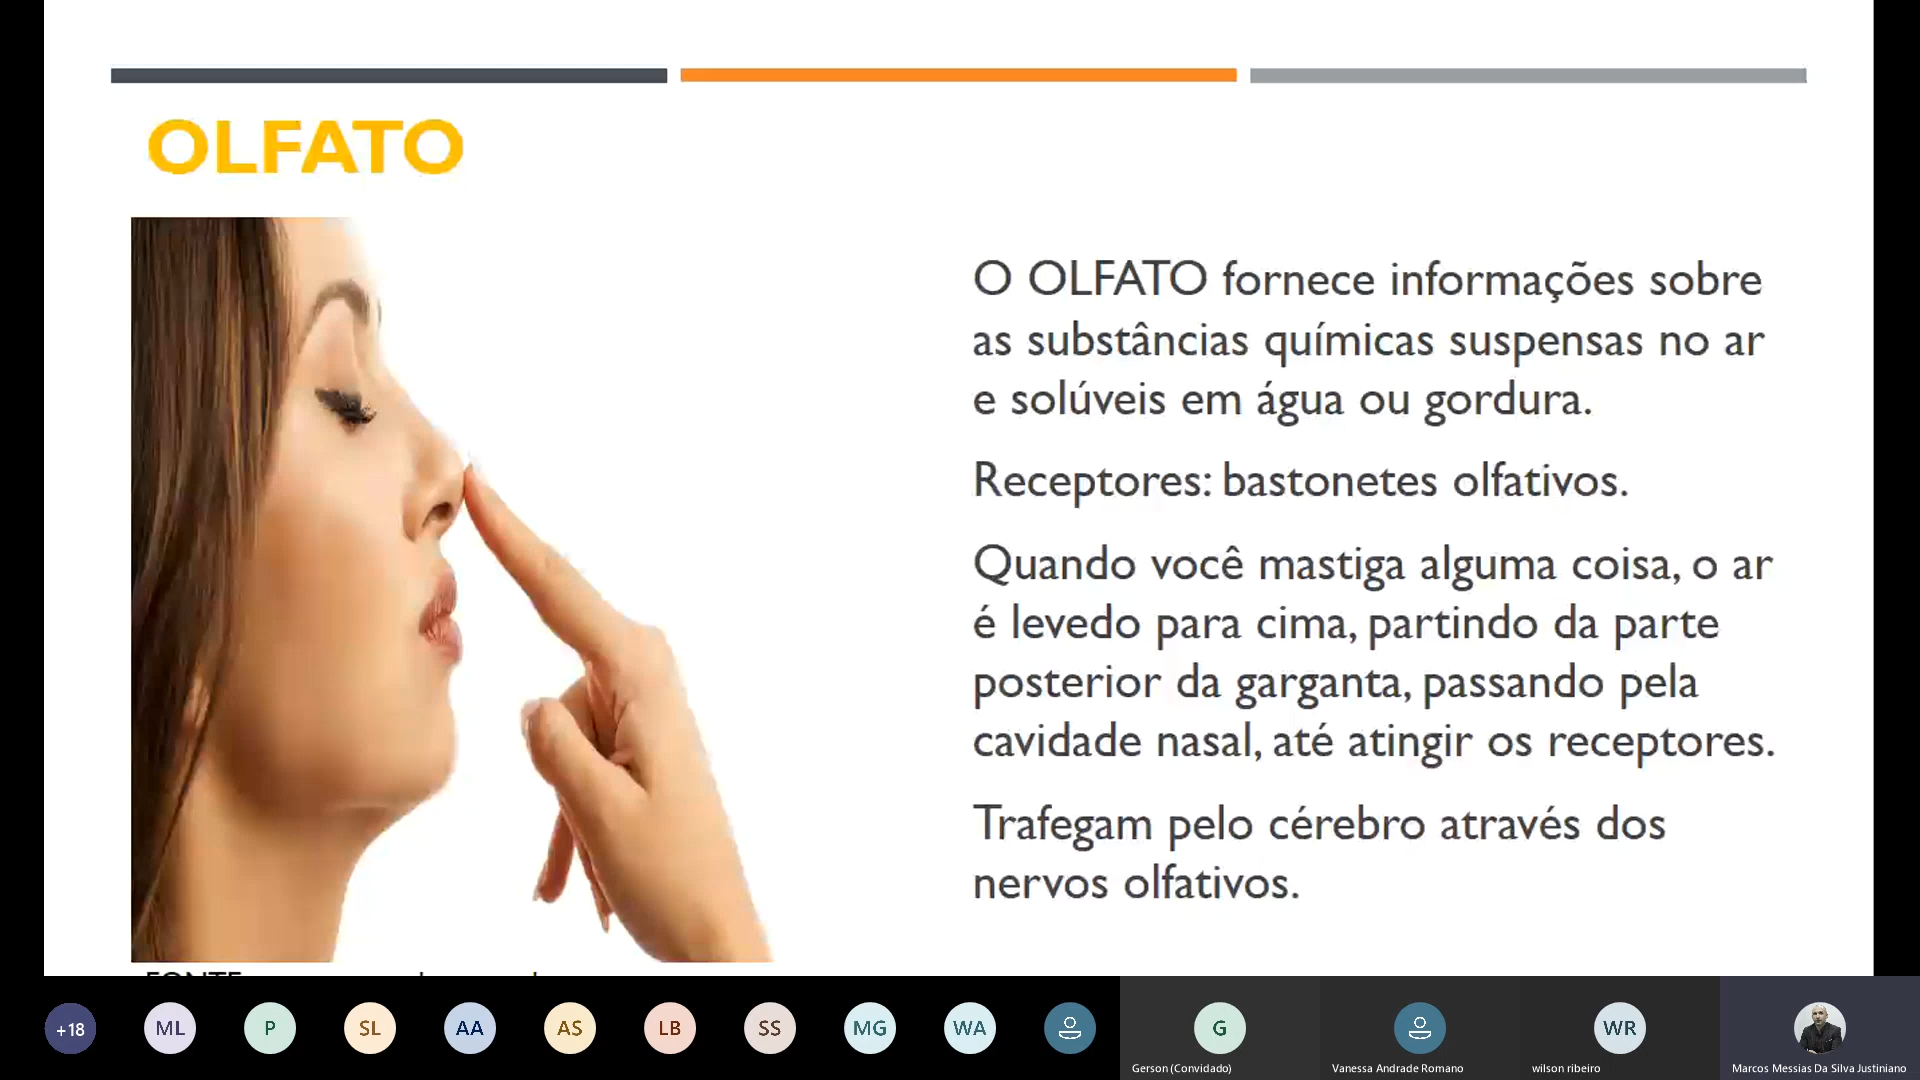 OLFATO
O OLFATO fornece informações sobre
as substâncias químicas suspensas no ar
e solúveis em água ou gordura.
Receptores: bastonetes olfativos.
Quando você mastiga alguma coisa, o ar
é levedo para cima, partindo da parte
posterior da garganta, passando pela
cavidade nasal, até atingir os receptores.
Trafegam pelo cérebro através dos
nervos olfativos.
FONTE
+18
ML
P
SL
AA
AS
LB
SS
MG
WA
G
WR
Gerson (Convidado)
Vanessa Andrade Romano
wilson ribeiro
Marcos Messias Da Silva Justiniano